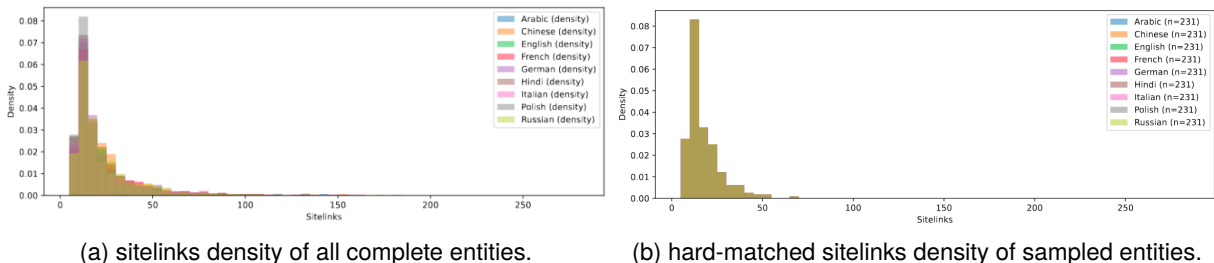 Density
0.08
0.07
0.06
0.05
0.04
0.03
0.02
0.01
0.00
0
50
100
150
200
250
Sitelinks
Arabic (density)
Chinese (density)
English (density)
French (density)
German (density)
Hindi (density)
Italian (density)
Polish (density)
Russian (density)
(a) sitelinks density of all complete entities.
Density
0.08
0.07
0.06
0.05
0.04
0.03
0.02
0.01
0.00
0
50
100
150
200
250
Sitelinks
Arabic (n=231)
Chinese (n=231)
English (n=231)
French (n=231)
German (n=231)
Hindi (n=231)
Italian (n=231)
Polish (n=231)
Russian (n=231)
(b) hard-matched sitelinks density of sampled entities.